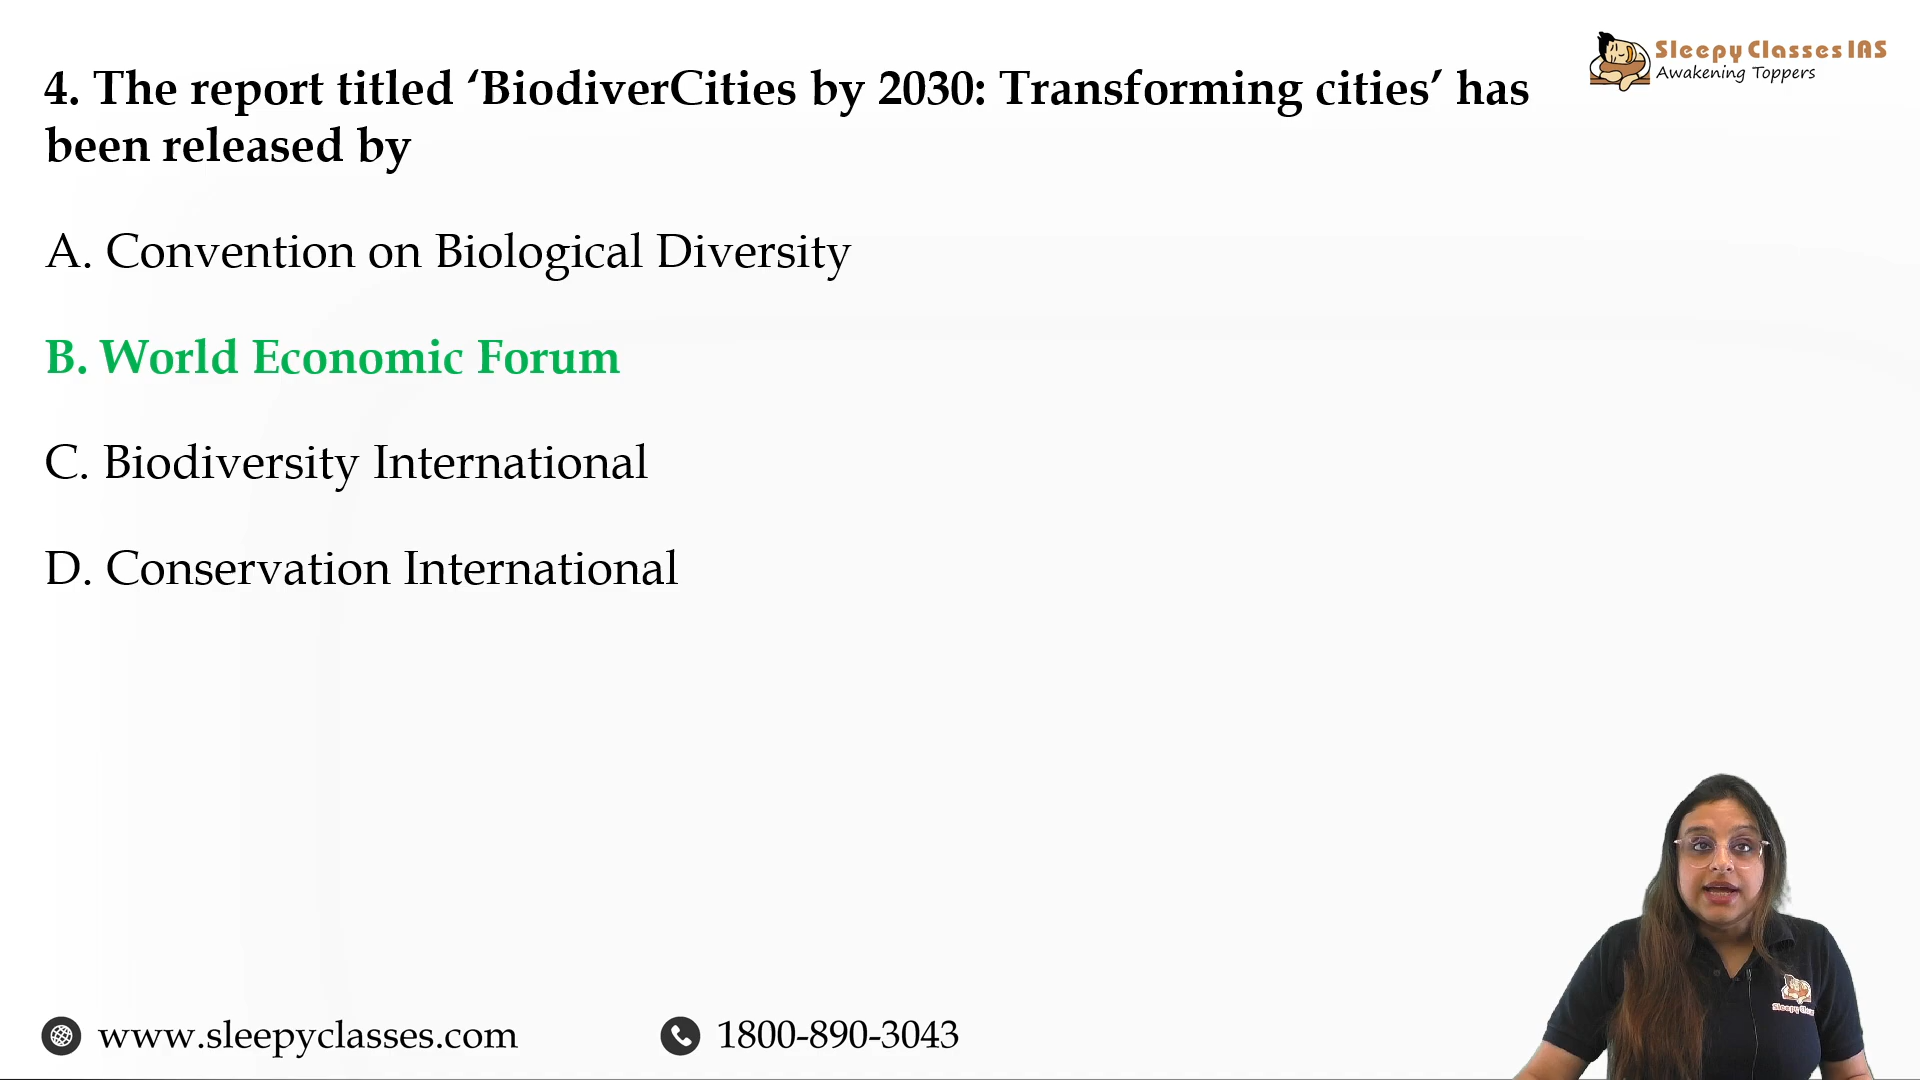 Sleepy Classes IAS
Awakening Toppers
4. The report titled ‘BiodiverCities by 2030: Transforming cities’ has
been released by
A. Convention on Biological Diversity
B. World Economic Forum
C. Biodiversity International
D. Conservation International
www.sleepyclasses.com
1800-890-3043